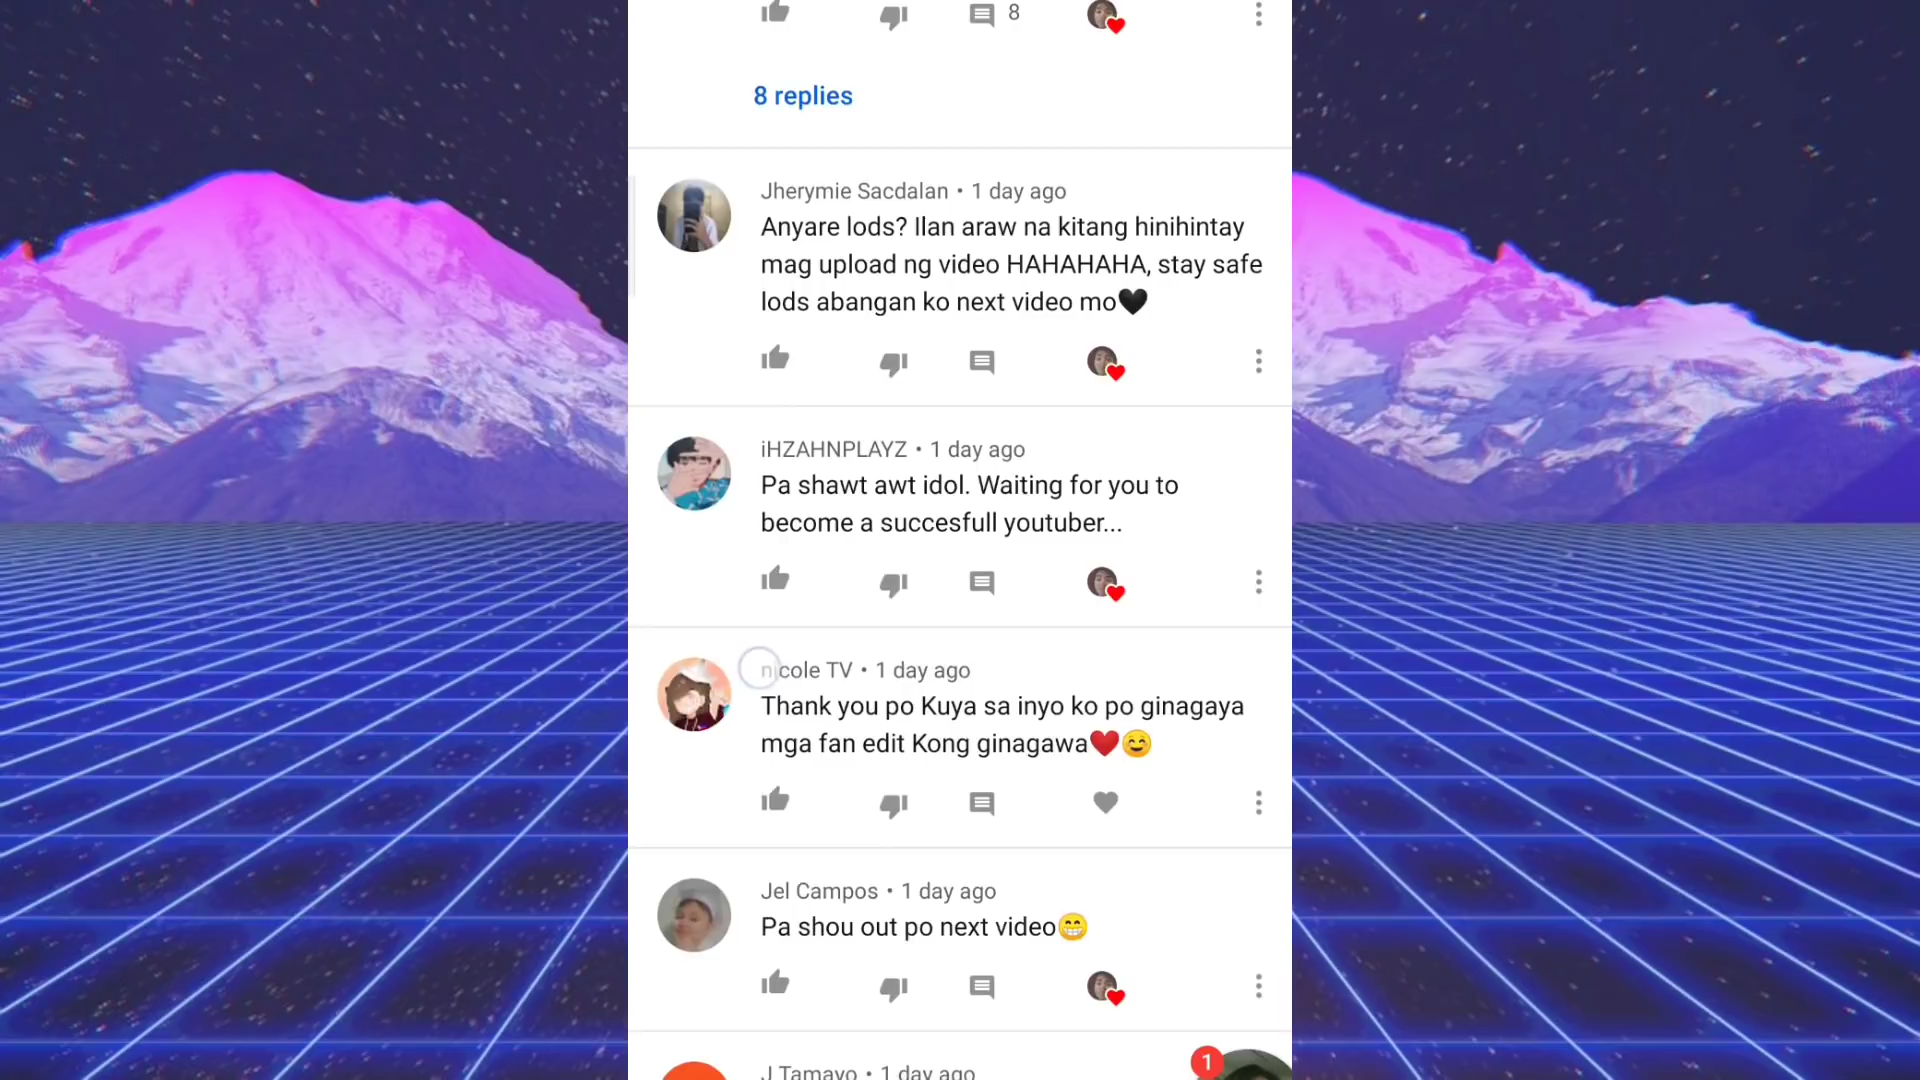 8
8 replies
Jherymie Sacdalan • 1 day ago
Anyare lods? Ilan araw na kitang hinihintay
mag upload ng video HAHAHAHA, stay safe
lods abangan ko next video mo🖤
iHZAHNPLAYZ • 1 day ago
Pa shawt awt idol. Waiting for you to
become a succesfull youtuber...
nicole TV • 1 day ago
Thank you po Kuya sa inyo ko po ginagaya
mga fan edit Kong ginagawa❤️☺️
Jel Campos • 1 day ago
Pa shou out po next video😁
J Tamayo • 1 day ago
1